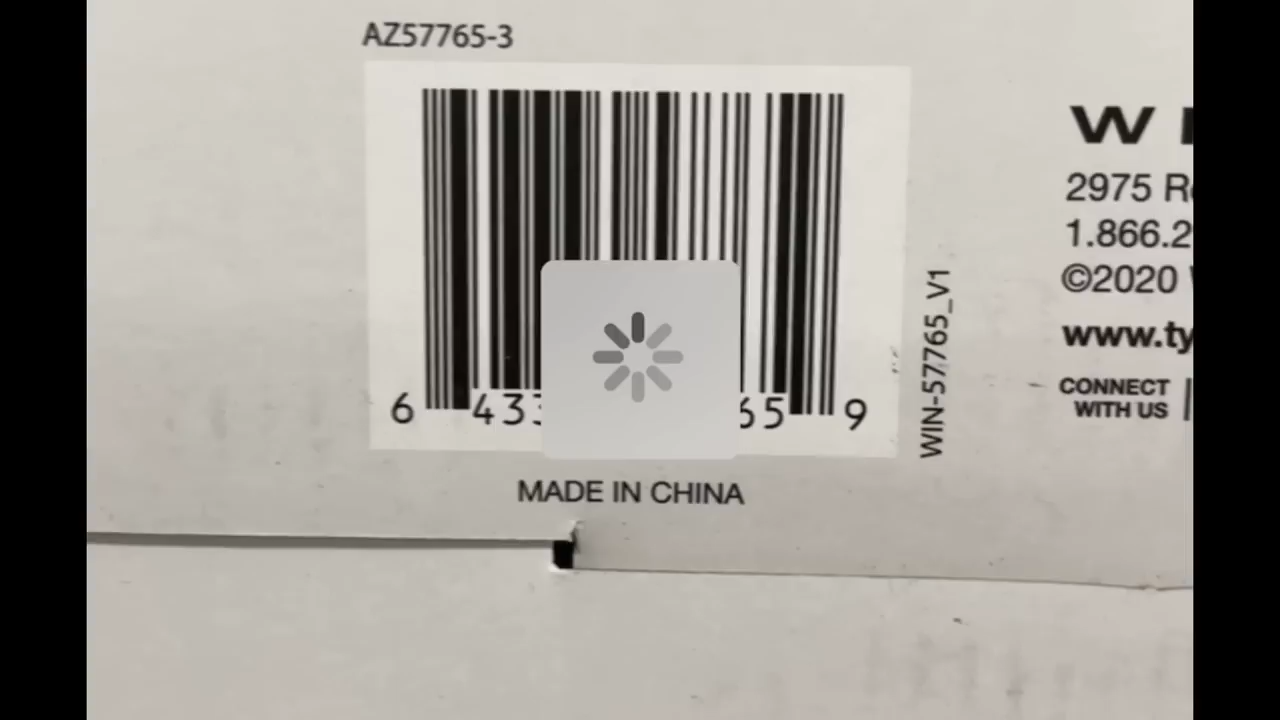 AZ57765-3
W
2975 R
1.866.2
©2020
www.ty
CONNECT
WITH US
WIN-57765_V1
6 433 65 9
MADE IN CHINA